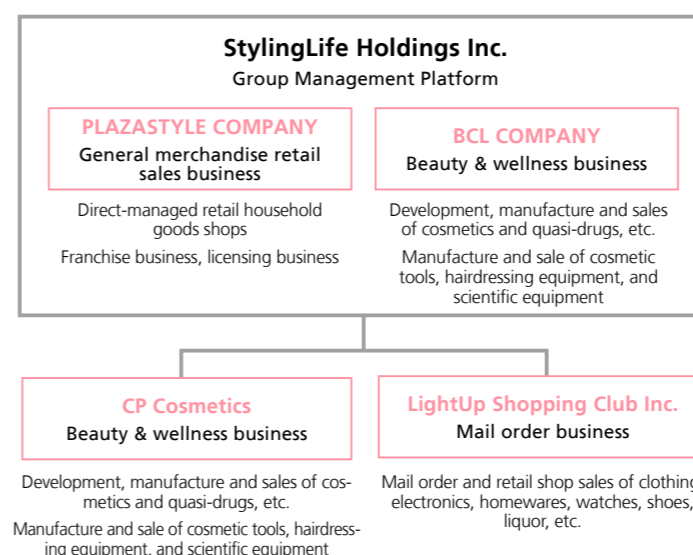 StylingLife Holdings Inc.
Group Management Platform
PLAZASTYLE COMPANY
General merchandise retail
sales business
Direct-managed retail household
goods shops
Franchise business, licensing business
BCL COMPANY
Beauty & wellness business
Development, manufacture and sales
of cosmetics and quasi-drugs, etc.
Manufacture and sale of cosmetic
tools, hairdressing equipment, and
scientific equipment
CP Cosmetics
Beauty & wellness business
Development, manufacture and sales of cos-
metics and quasi-drugs, etc.
Manufacture and sale of cosmetic tools, hairdress-
ing equipment, and scientific equipment
LightUp Shopping Club Inc.
Mail order business
Mail order and retail shop sales of clothing,
electronics, homewares, watches, shoes,
liquor, etc.